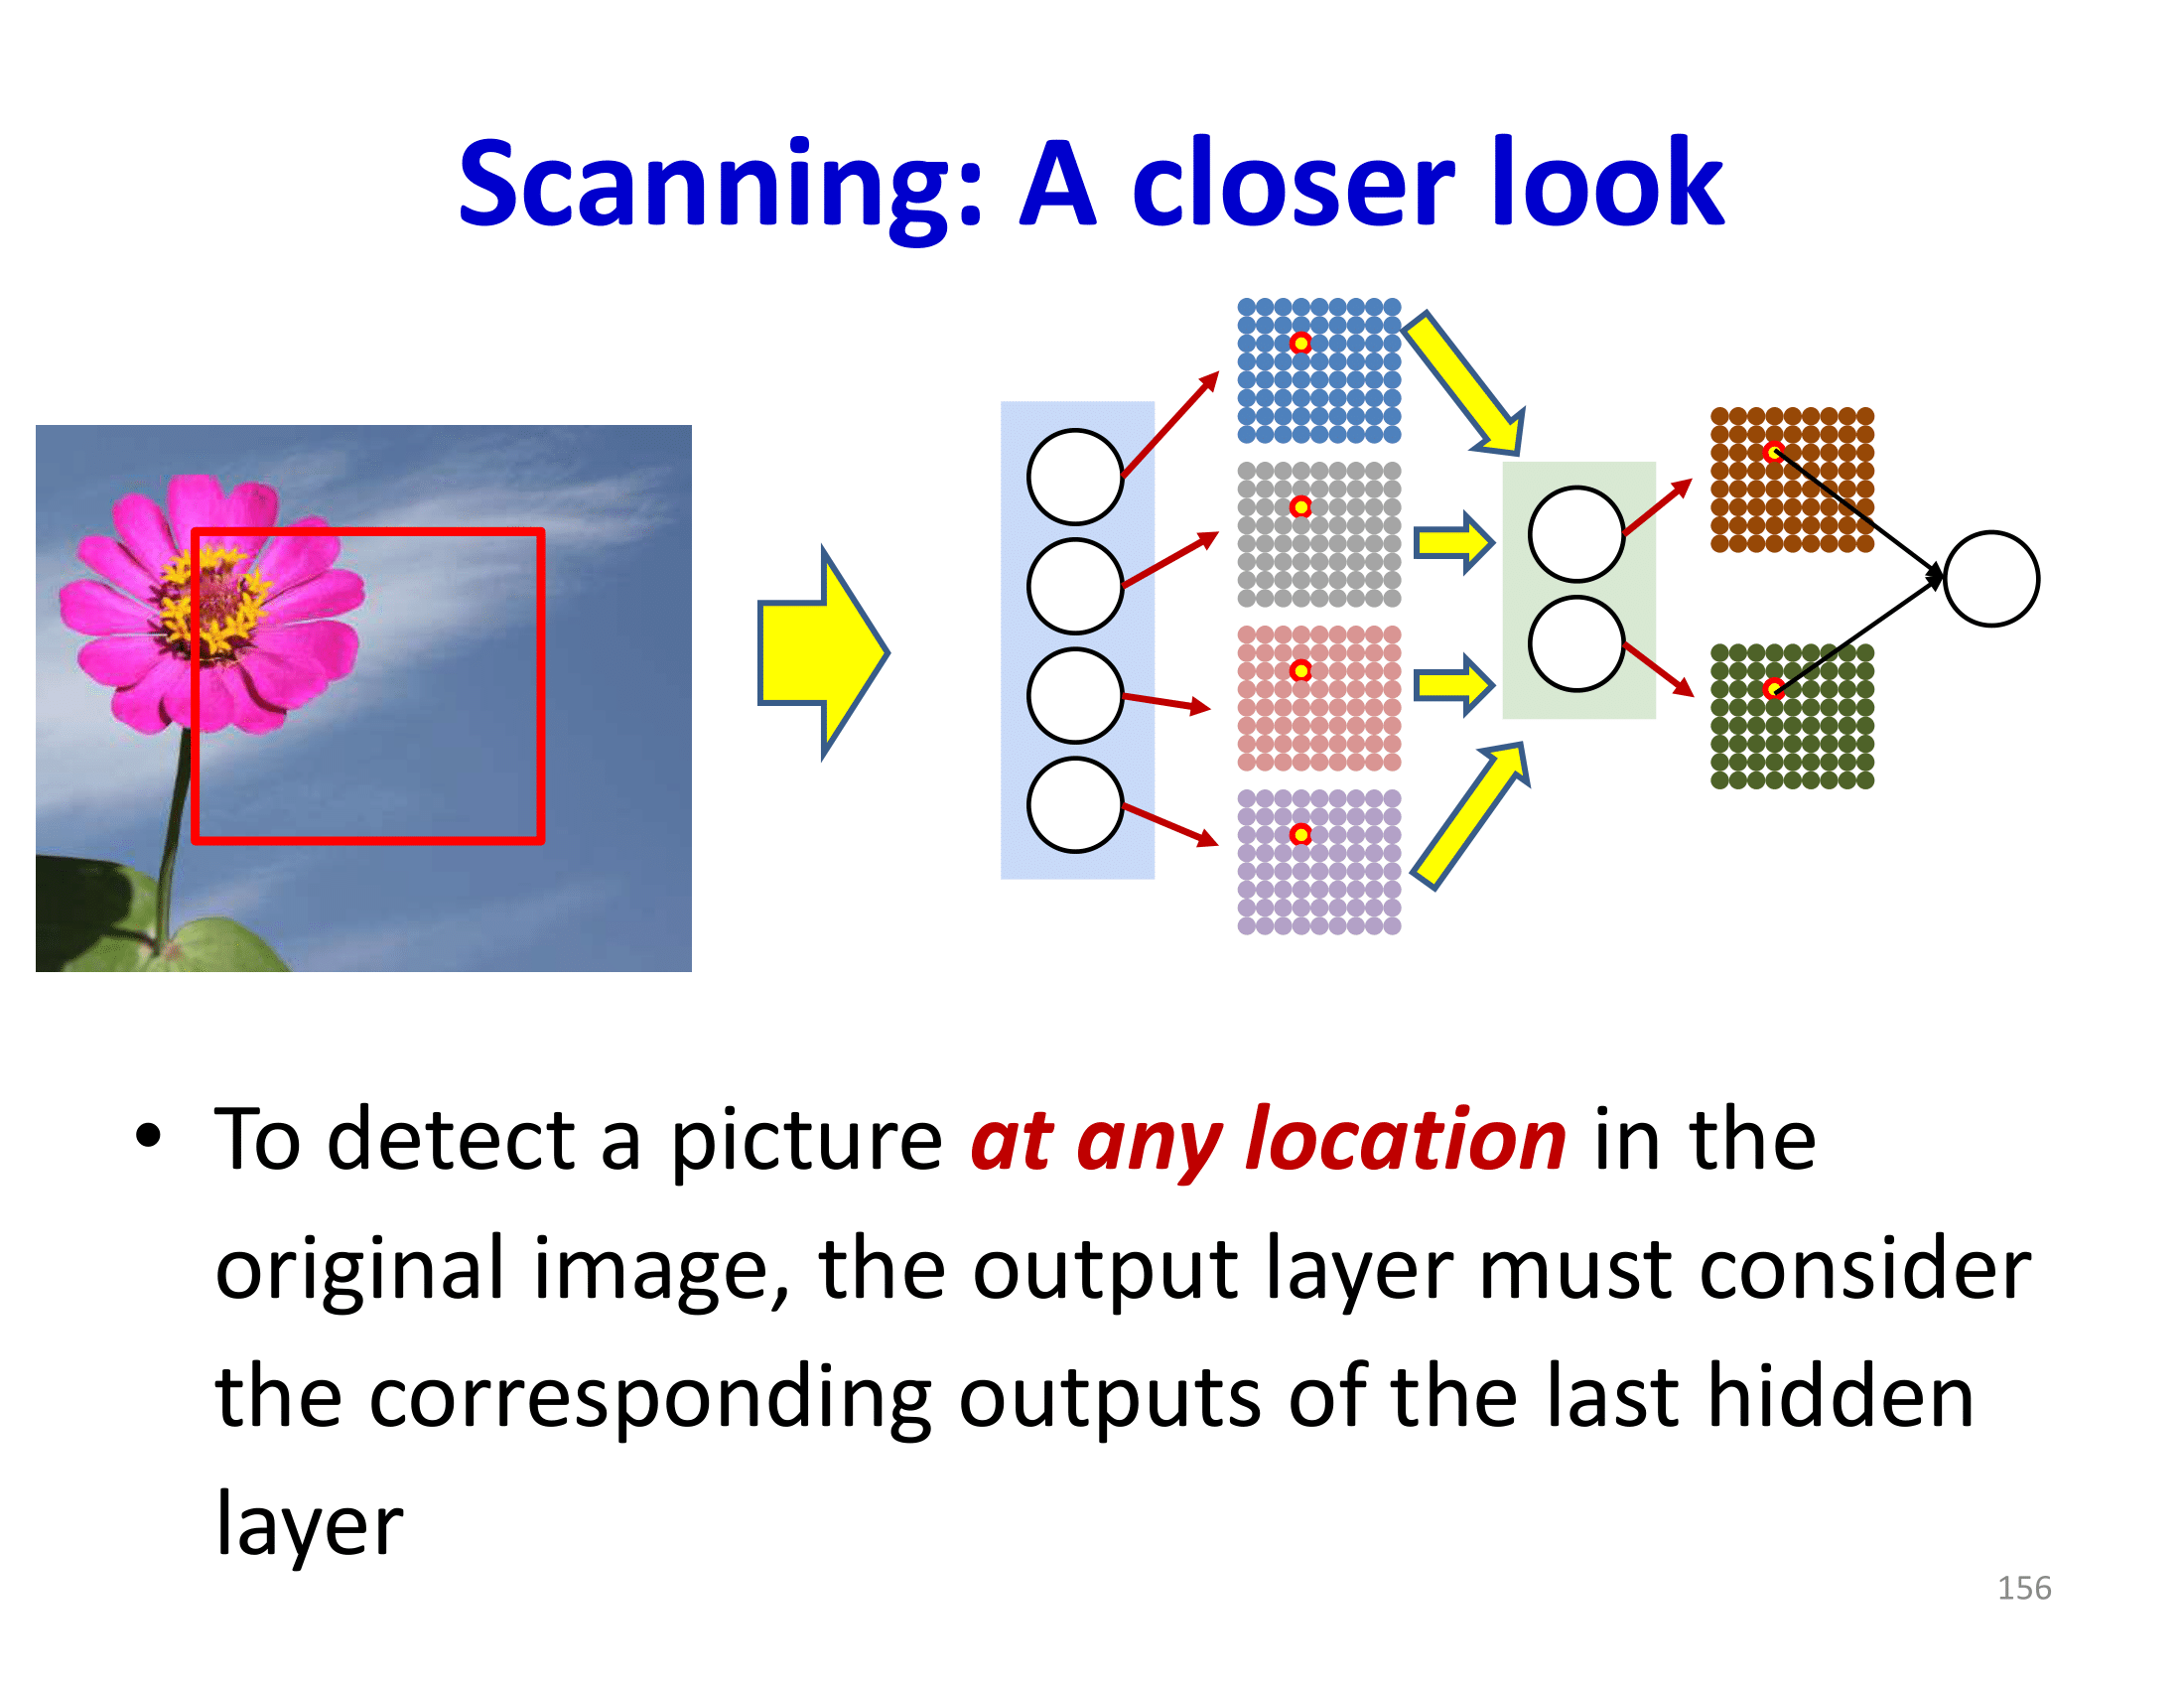 Scanning: A closer look
• To detect a picture at any location in the
original image, the output layer must consider
the corresponding outputs of the last hidden
layer
156